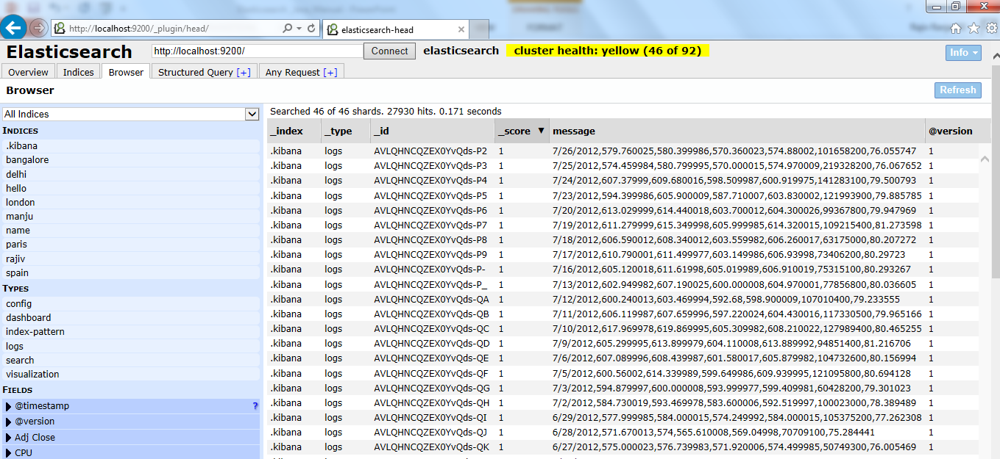 http://localhost:9200/_plugin/head/
elasticsearch-head
Elasticsearch
http://localhost:9200/
Connect
elasticsearch
cluster health: yellow (46 of 92)
Info
Overview
Indices
Browser
Structured Query [+]
Any Request [+]
Browser
Refresh
All Indices
INDICES
.kibana
bangalore
delhi
hello
london
manju
name
paris
rajiv
spain
TYPES
config
dashboard
index-pattern
logs
search
visualization
FIELDS
@timestamp ?
@version
Adj Close
CPU
Searched 46 of 46 shards. 27930 hits. 0.171 seconds
_index _type _id _score ▼ message @version
.kibana logs AVLQHNCQZEX0YvQds-P2 1 7/26/2012,579.760025,580.399986,570.360023,574.88002,101658200,76.055747 1
.kibana logs AVLQHNCQZEX0YvQds-P3 1 7/25/2012,574.459984,580.799995,570.000015,574.970009,219328200,76.067652 1
.kibana logs AVLQHNCQZEX0YvQds-P4 1 7/24/2012,607.37999,609.680016,598.509987,600.919975,141283100,79.500793 1
.kibana logs AVLQHNCQZEX0YvQds-P5 1 7/23/2012,594.399986,605.900009,587.710007,603.830002,121993900,79.885785 1
.kibana logs AVLQHNCQZEX0YvQds-P6 1 7/20/2012,613.029999,614.440018,603.700012,604.300026,99367800,79.947969 1
.kibana logs AVLQHNCQZEX0YvQds-P7 1 7/19/2012,611.279999,615.349998,605.999985,614.320015,109215400,81.273598 1
.kibana logs AVLQHNCQZEX0YvQds-P8 1 7/18/2012,606.590012,608.340012,603.559982,606.260017,63175000,80.207272 1
.kibana logs AVLQHNCQZEX0YvQds-P9 1 7/17/2012,610.790001,611.499977,603.149986,606.93998,73406200,80.29723 1
.kibana logs AVLQHNCQZEX0YvQds-P- 1 7/16/2012,605.120018,611.61998,605.019989,606.910019,75315100,80.293267 1
.kibana logs AVLQHNCQZEX0YvQds-P_ 1 7/13/2012,602.949982,607.190025,600.000008,604.970001,77856800,80.036605 1
.kibana logs AVLQHNCQZEX0YvQds-QA 1 7/12/2012,600.240013,603.469994,592.68,598.900009,107010400,79.233555 1
.kibana logs AVLQHNCQZEX0YvQds-QB 1 7/11/2012,606.119987,607.659996,597.220024,604.430016,117330500,79.965166 1
.kibana logs AVLQHNCQZEX0YvQds-QC 1 7/10/2012,617.969978,619.869995,605.309982,608.210022,127989400,80.465255 1
.kibana logs AVLQHNCQZEX0YvQds-QD 1 7/9/2012,605.299995,613.899979,604.110008,613.889992,94851400,81.216706 1
.kibana logs AVLQHNCQZEX0YvQds-QE 1 7/6/2012,607.089996,608.439987,601.580017,605.879982,104732600,80.156994 1
.kibana logs AVLQHNCQZEX0YvQds-QF 1 7/5/2012,600.56002,614.339989,599.649986,609.939995,121095800,80.694128 1
.kibana logs AVLQHNCQZEX0YvQds-QG 1 7/3/2012,594.879997,600.000008,593.999977,599.409981,60428200,79.301023 1
.kibana logs AVLQHNCQZEX0YvQds-QH 1 7/2/2012,584.730019,593.469978,583.600006,592.519997,100023000,78.389489 1
.kibana logs AVLQHNCQZEX0YvQds-QI 1 6/29/2012,577.999985,584.000015,574.249992,584.000015,105375200,77.262308 1
.kibana logs AVLQHNCQZEX0YvQds-QJ 1 6/28/2012,571.670013,574,565.610008,569.04998,70709100,75.284441 1
.kibana logs AVLQHNCQZEX0YvQds-QK 1 6/27/2012,575.000023,576.739983,571.920006,574.499985,50749300,76.005469 1